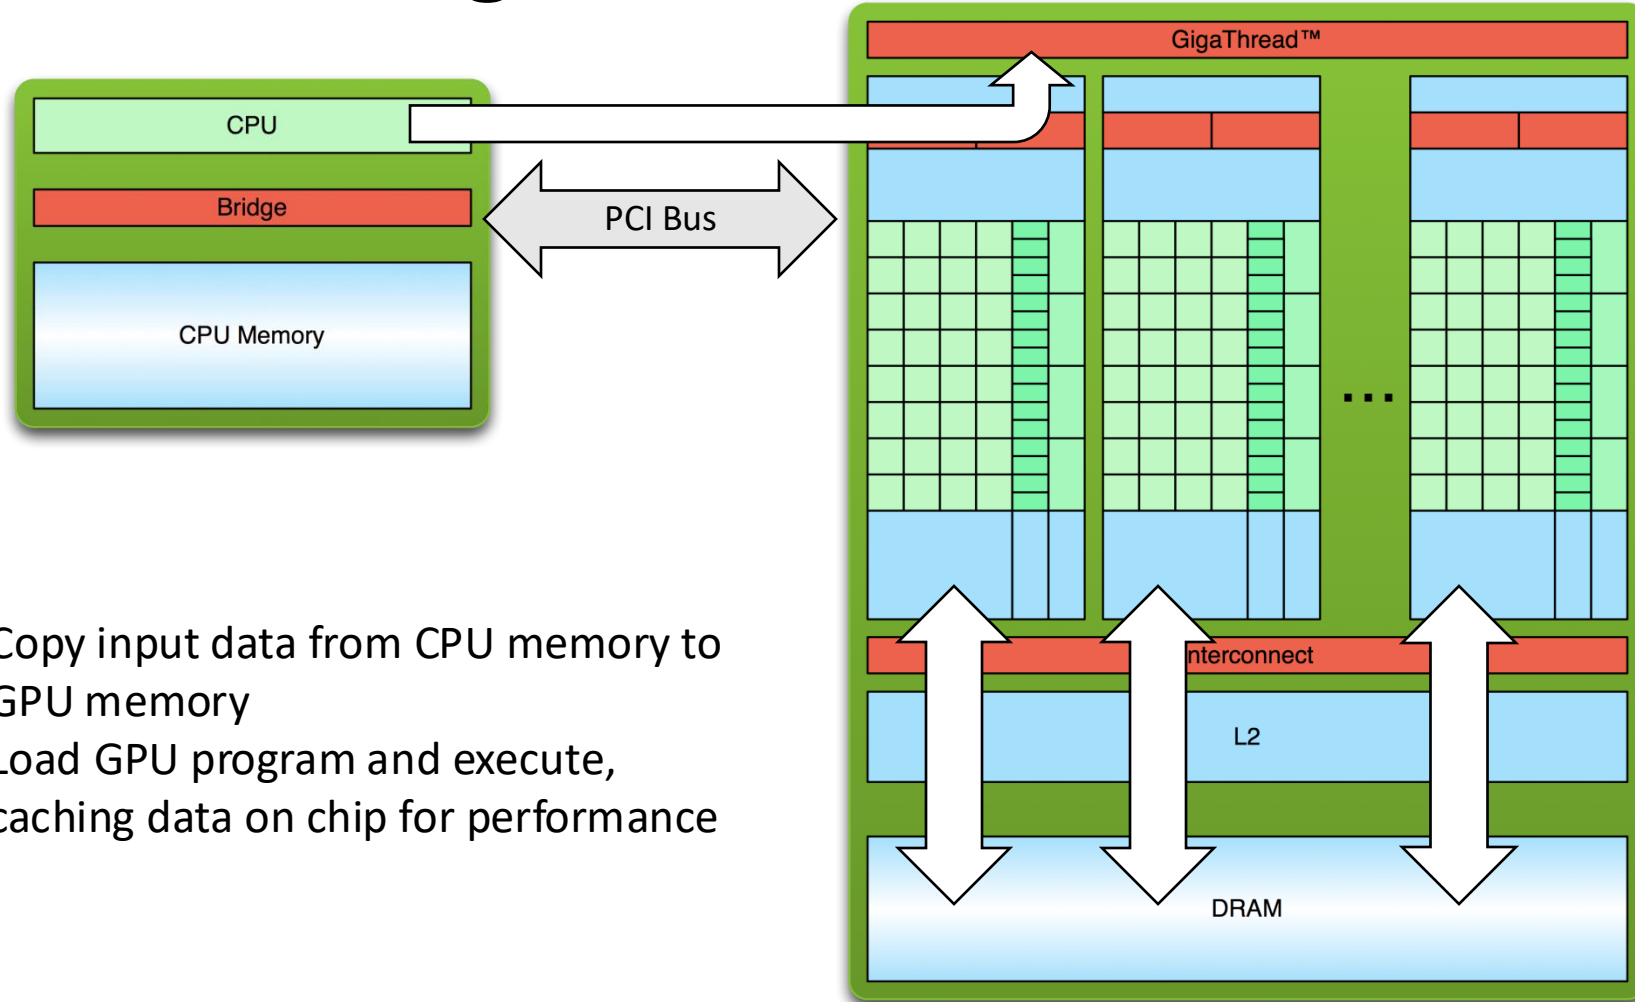 GigaThread™
CPU
Bridge
PCI Bus
CPU Memory
...
Copy input data from CPU memory to
GPU memory
Load GPU program and execute,
caching data on chip for performance
nterconnect
L2
DRAM